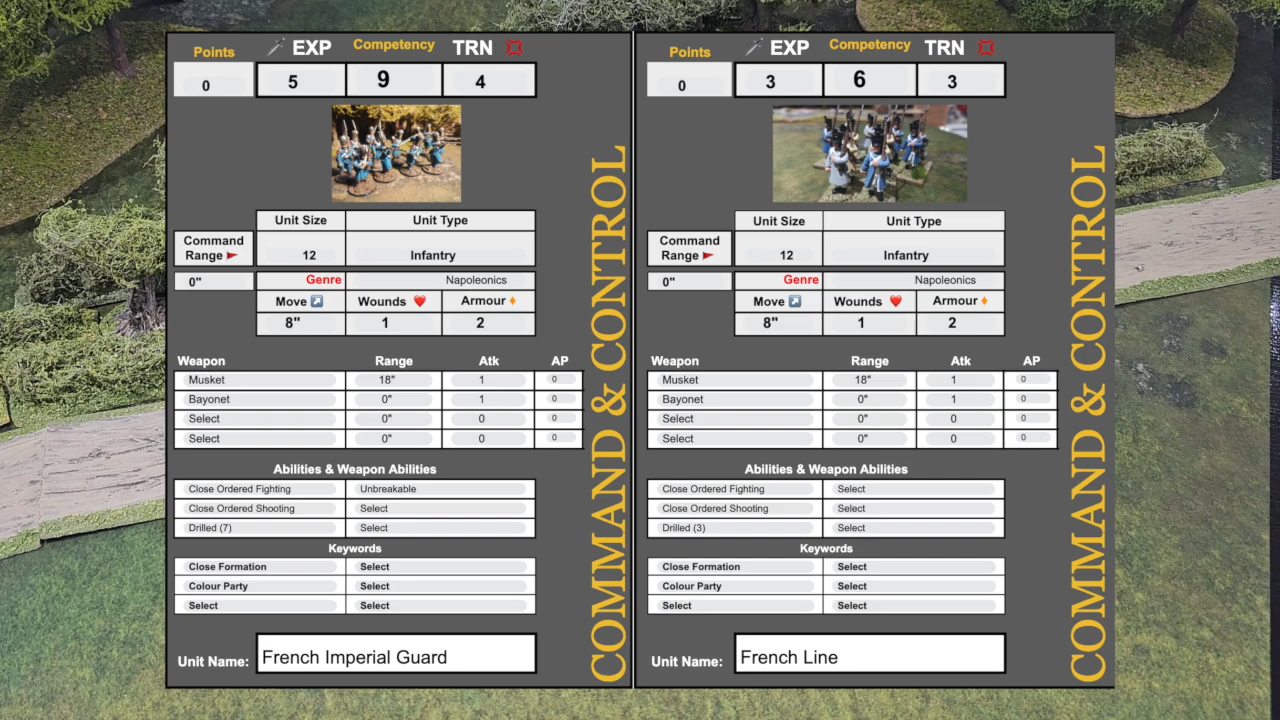 Points EXP Competency TRN
0 5 9 4
Unit Size Unit Type
Command Range 12 Infantry
0" Genre Napoleonics
Move Wounds Armour
8" 1 2
Weapon Range Atk AP
Musket 18" 1 0
Bayonet 0" 1 0
Select 0" 0 0
Select 0" 0 0
Abilities & Weapon Abilities
Close Ordered Fighting Unbreakable
Close Ordered Shooting Select
Drilled (7) Select
Keywords
Close Formation Select
Colour Party Select
Select Select
Unit Name: French Imperial Guard
COMMAND & CONTROL
Points EXP Competency TRN
0 3 6 3
Unit Size Unit Type
Command Range 12 Infantry
0" Genre Napoleonics
Move Wounds Armour
8" 1 2
Weapon Range Atk AP
Musket 18" 1 0
Bayonet 0" 1 0
Select 0" 0 0
Select 0" 0 0
Abilities & Weapon Abilities
Close Ordered Fighting Select
Close Ordered Shooting Select
Drilled (3) Select
Keywords
Close Formation Select
Colour Party Select
Select Select
Unit Name: French Line
COMMAND & CONTROL